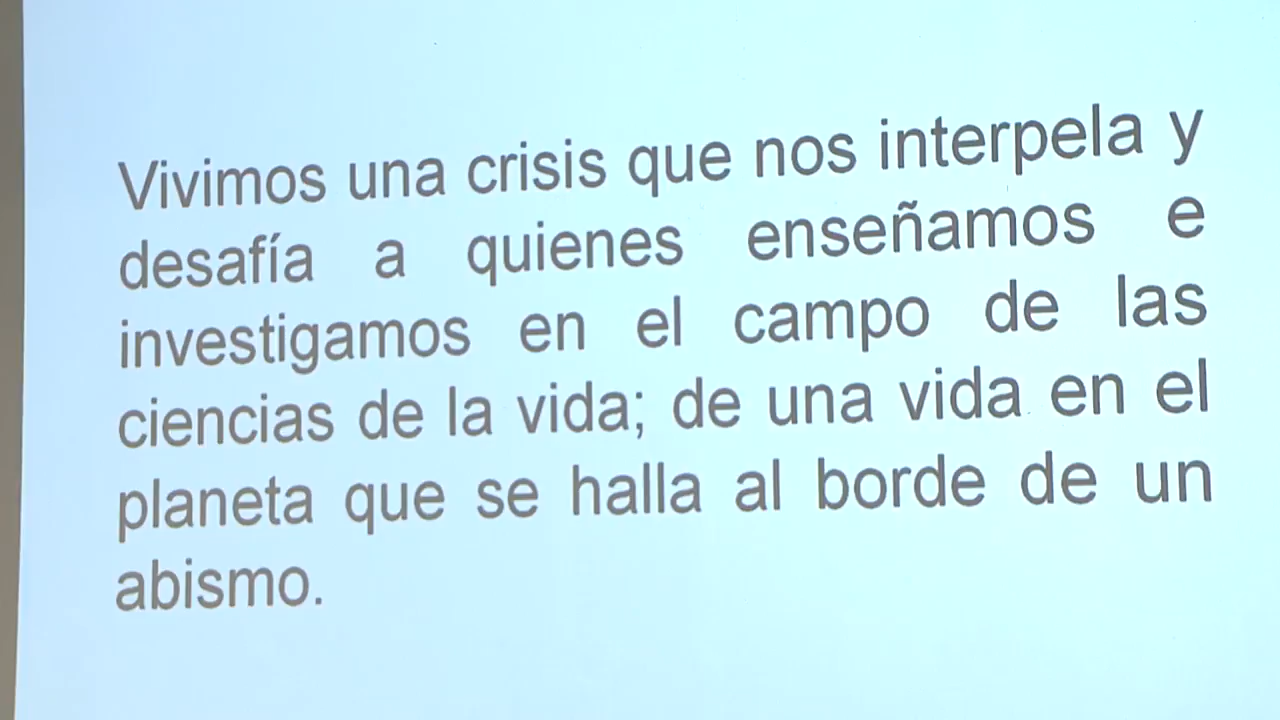 Vivimos una crisis que nos interpela y
desafía a quienes enseñamos e
investigamos en el campo de las
ciencias de la vida; de una vida en el
planeta que se halla al borde de un
abismo.